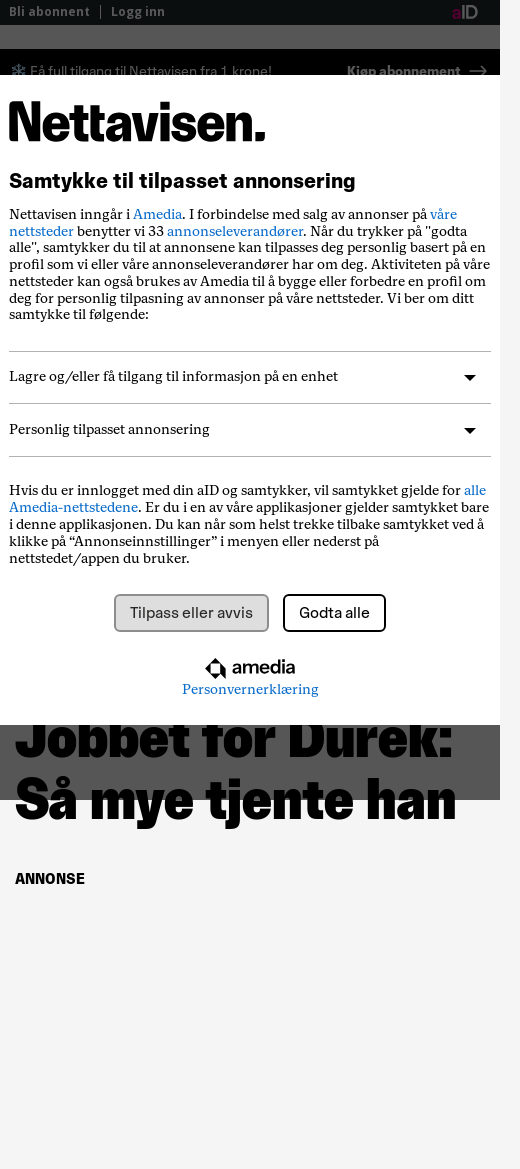 Bli abonnent | Logg inn
aID
Få full tilgang til Nettavisen fra 1 krone! Kjøp abonnement
Nettavisen.
Samtykke til tilpasset annonsering
Nettavisen inngår i Amedia. I forbindelse med salg av annonser på våre
nettsteder benytter vi 33 annonseleverandører. Når du trykker på "godta
alle", samtykker du til at annonsene kan tilpasses deg personlig basert på en
profil som vi eller våre annonseleverandører har om deg. Aktiviteten på våre
nettsteder kan også brukes av Amedia til å bygge eller forbedre en profil om
deg for personlig tilpasning av annonser på våre nettsteder. Vi ber om ditt
samtykke til følgende:
Lagre og/eller få tilgang til informasjon på en enhet
Personlig tilpasset annonsering
Hvis du er innlogget med din aID og samtykker, vil samtykket gjelde for alle
Amedia-nettstedene. Er du i en av våre applikasjoner gjelder samtykket bare
i denne applikasjonen. Du kan når som helst trekke tilbake samtykket ved å
klikke på “Annonseinnstillinger” i menyen eller nederst på
nettstedet/appen du bruker.
Tilpass eller avvis
Godta alle
amedia
Personvernerklæring
Jobbet for Durek:
Så mye tjente han
ANNONSE